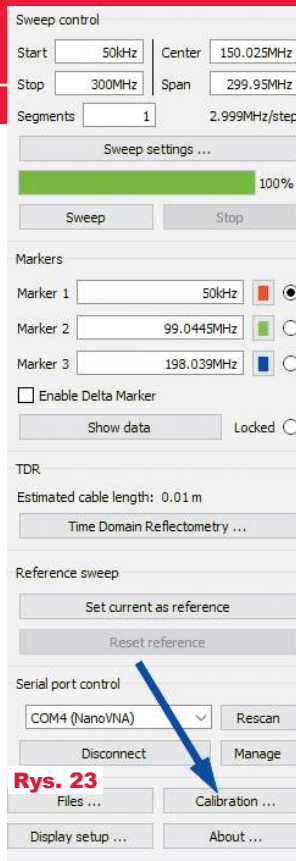 Sweep control
Start 50kHz Center 150.025MHz
Stop 300MHz Span 299.95MHz
Segments 1 2.999MHz/step
Sweep settings ...
100%
Sweep Stop
Markers
Marker 1 50kHz
Marker 2 99.0445MHz
Marker 3 198.039MHz
Enable Delta Marker
Show data Locked
TDR
Estimated cable length: 0.01 m
Time Domain Reflectometry ...
Reference sweep
Set current as reference
Reset reference
Serial port control
COM4 (NanoVNA) Rescan
Disconnect Manage
Rys. 23
Files ... Calibration ...
Display setup ... About ...